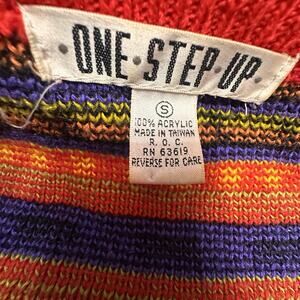 ONE·STEP·UP
S
100% ACRYLIC
MADE IN TAIWAN
R. O. C.
RN 63619
REVERSE FOR CARE